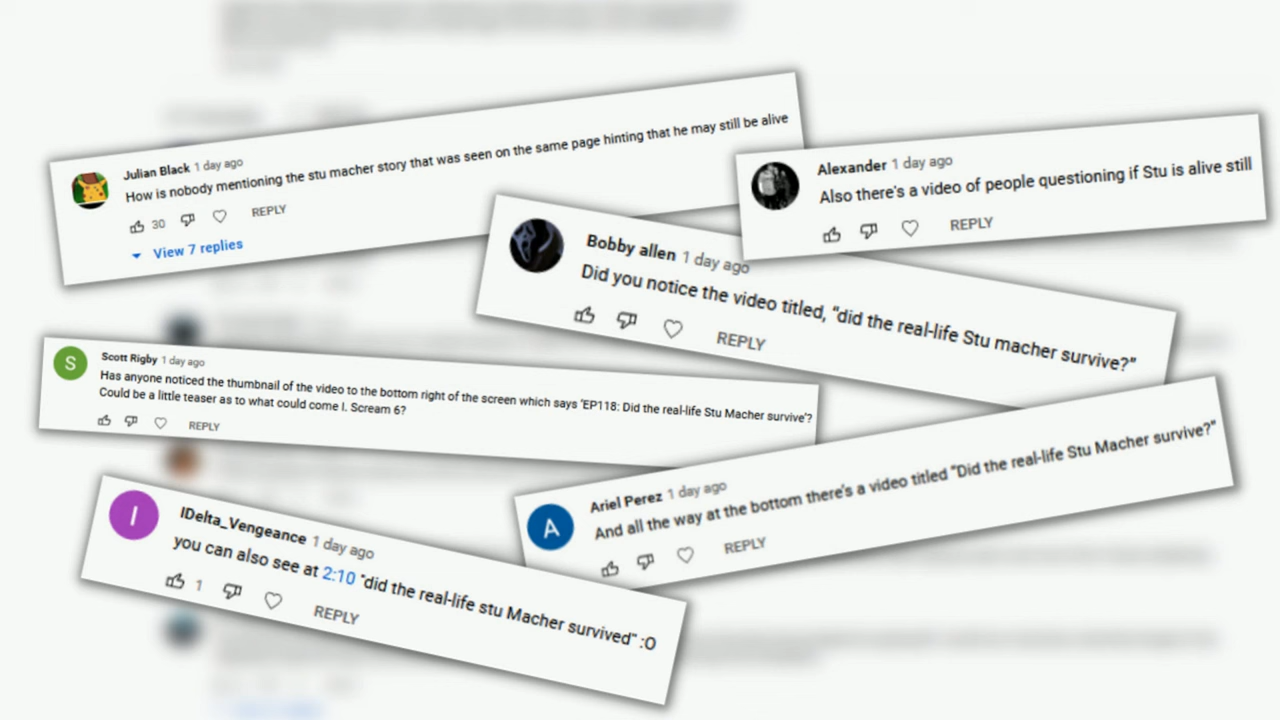 Julian Black 1 day ago
How is nobody mentioning the stu macher story that was seen on the same page hinting that he may still be alive
30 REPLY
View 7 replies
Alexander 1 day ago
Also there's a video of people questioning if Stu is alive still
REPLY
Bobby allen 1 day ago
Did you notice the video titled, “did the real-life Stu macher survive?”
REPLY
S
Scott Rigby 1 day ago
Has anyone noticed the thumbnail of the video to the bottom right of the screen which says 'EP118: Did the real-life Stu Macher survive'?
Could be a little teaser as to what could come I. Scream 6?
REPLY
A
Ariel Perez 1 day ago
And all the way at the bottom there's a video titled “Did the real-life Stu Macher survive?”
REPLY
I
IDelta_Vengeance 1 day ago
you can also see at 2:10 "did the real-life stu Macher survived" :O
1 REPLY